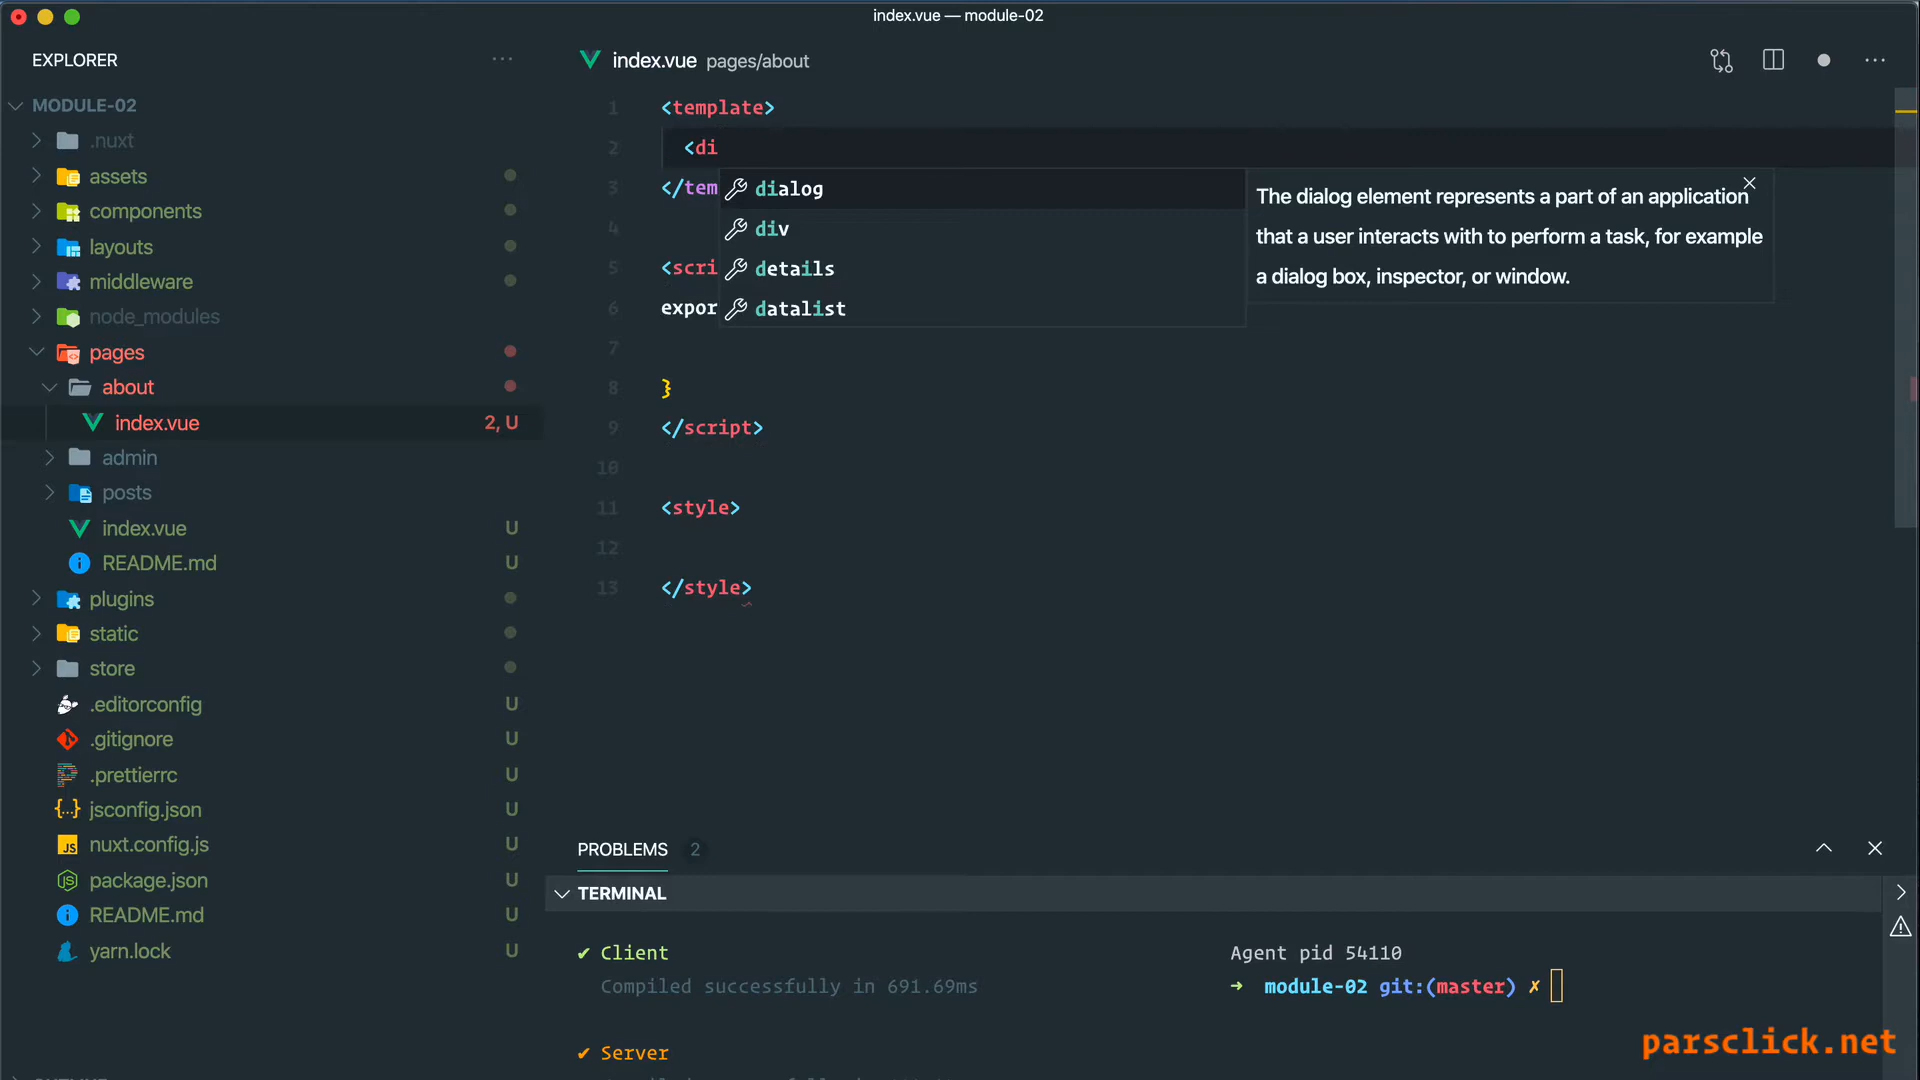 index.vue — module-02
EXPLORER
···
MODULE-02
.nuxt
assets
components
layouts
middleware
node_modules
pages
about
index.vue 2, U
admin
posts
index.vue U
README.md U
plugins
static
store
.editorconfig U
.gitignore U
.prettierrc U
jsconfig.json U
nuxt.config.js U
package.json U
README.md U
yarn.lock U
index.vue pages/about
1 <template>
2 <di
3 </tem
4
5 <scri
6 expor
7
8 }
9 </script>
10
11 <style>
12
13 </style>
dialog
div
details
datalist
The dialog element represents a part of an application
that a user interacts with to perform a task, for example
a dialog box, inspector, or window.
PROBLEMS 2
TERMINAL
✔ Client
Compiled successfully in 691.69ms
✔ Server
Agent pid 54110
➜ module-02 git:(master) ✗
parsclick.net